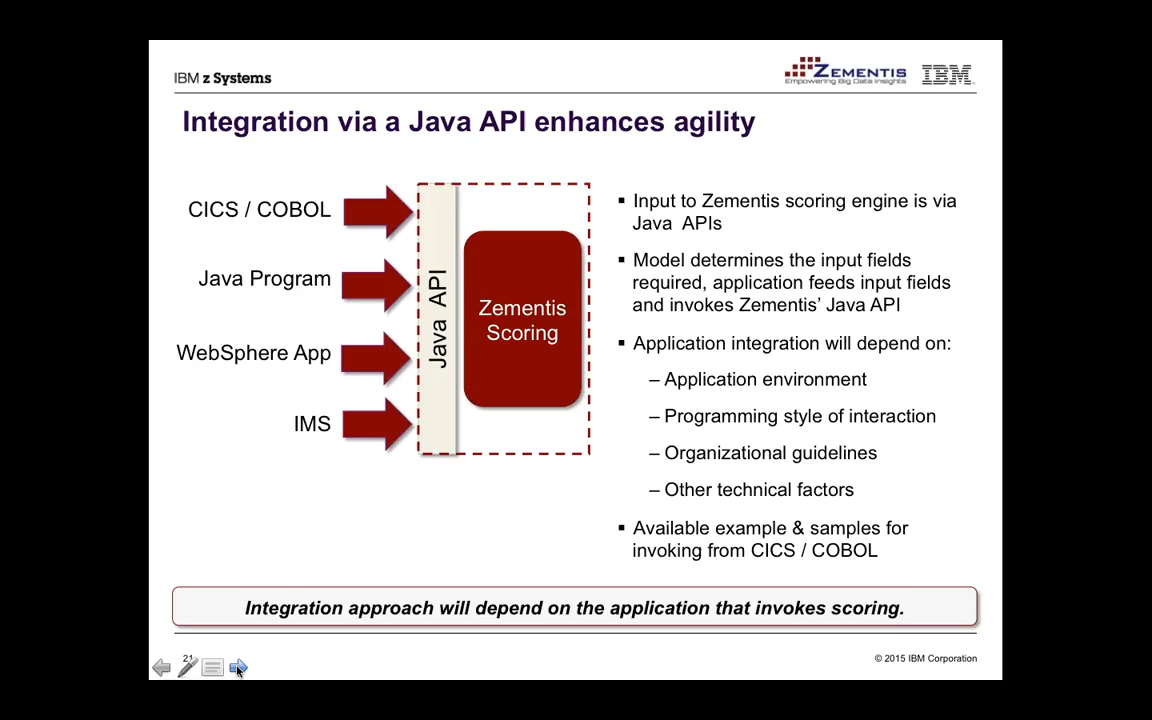 IBM z Systems
ZEMENTIS
Empowering Big Data Insights
IBM
Integration via a Java API enhances agility
CICS / COBOL
Java Program
WebSphere App
IMS
Java API
Zementis
Scoring
▪ Input to Zementis scoring engine is via
Java APIs
▪ Model determines the input fields
required, application feeds input fields
and invokes Zementis’ Java API
▪ Application integration will depend on:
– Application environment
– Programming style of interaction
– Organizational guidelines
– Other technical factors
▪ Available example & samples for
invoking from CICS / COBOL
Integration approach will depend on the application that invokes scoring.
21
© 2015 IBM Corporation